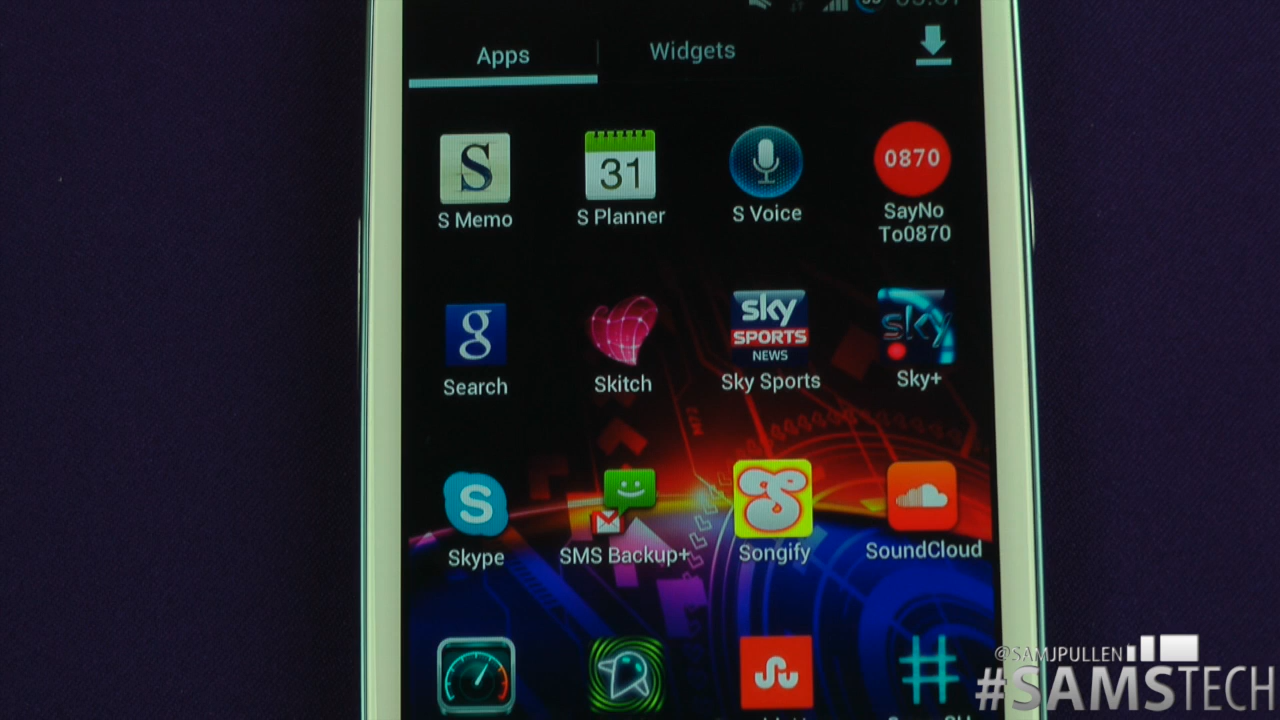 Apps
Widgets
S
31
0870
S Memo
S Planner
S Voice
SayNo
To0870
g
sky
SPORTS
NEWS
sky
Search
Skitch
Sky Sports
Sky+
S
S
Skype
SMS Backup+
Songify
SoundCloud
#
@SAMJPULLEN
#SAMSTECH